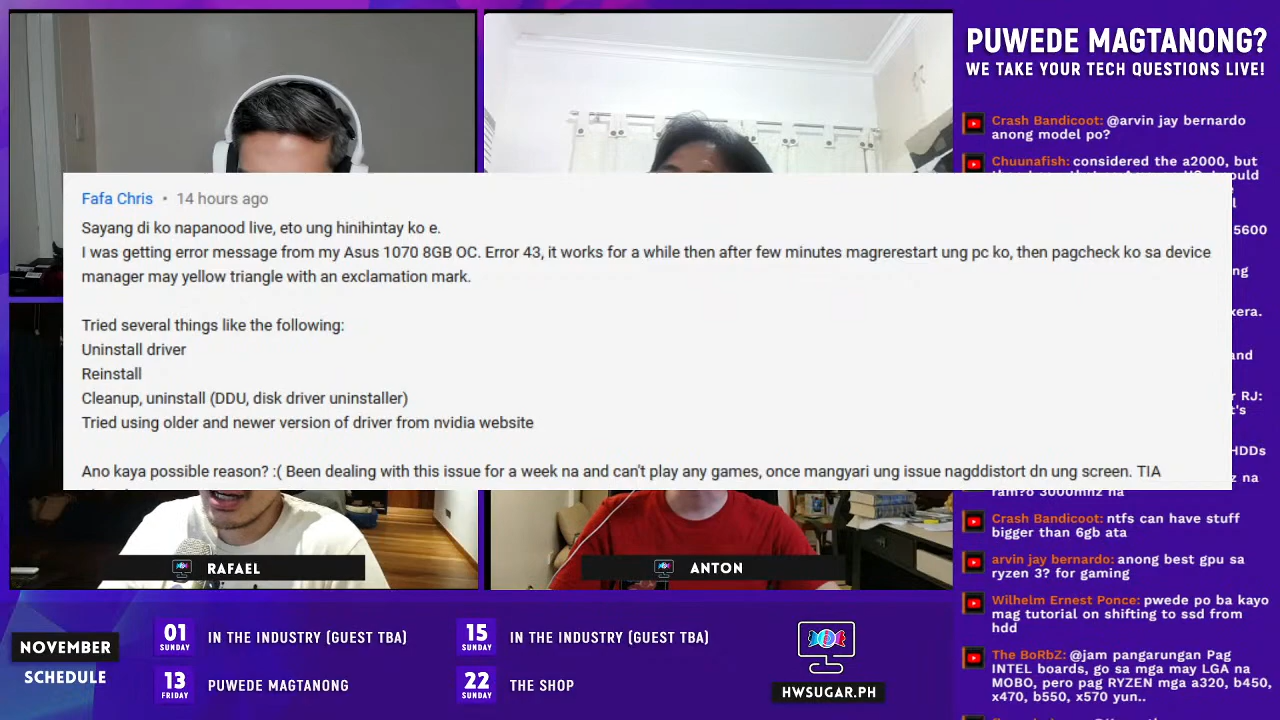 PUWEDE MAGTANONG?
WE TAKE YOUR TECH QUESTIONS LIVE!
Fafa Chris • 14 hours ago
Sayang di ko napanood live, eto ung hinihintay ko e.
I was getting error message from my Asus 1070 8GB OC. Error 43, it works for a while then after few minutes magrerestart ung pc ko, then pagcheck ko sa device
manager may yellow triangle with an exclamation mark.
Tried several things like the following:
Uninstall driver
Reinstall
Cleanup, uninstall (DDU, disk driver uninstaller)
Tried using older and newer version of driver from nvidia website
Ano kaya possible reason? :( Been dealing with this issue for a week na and can't play any games, once mangyari ung issue nagddistort dn ung screen. TIA
Crash Bandicoot: @arvin jay bernardo
anong model po?
Chuunafish: considered the a2000, but
5600
and
RJ:
HDDs
z na
ram?o 3000mhz na
Crash Bandicoot: ntfs can have stuff
bigger than 6gb ata
arvin jay bernardo: anong best gpu sa
ryzen 3? for gaming
Wilhelm Ernest Ponce: pwede po ba kayo
mag tutorial on shifting to ssd from
hdd
The BoRbZ: @jam pangarungan Pag
INTEL boards, go sa mga may LGA na
MOBO, pero pag RYZEN mga a320, b450,
x470, b550, x570 yun..
RAFAEL
ANTON
NOVEMBER
SCHEDULE
01
SUNDAY
IN THE INDUSTRY (GUEST TBA)
13
FRIDAY
PUWEDE MAGTANONG
15
SUNDAY
IN THE INDUSTRY (GUEST TBA)
22
SUNDAY
THE SHOP
HWSUGAR.PH